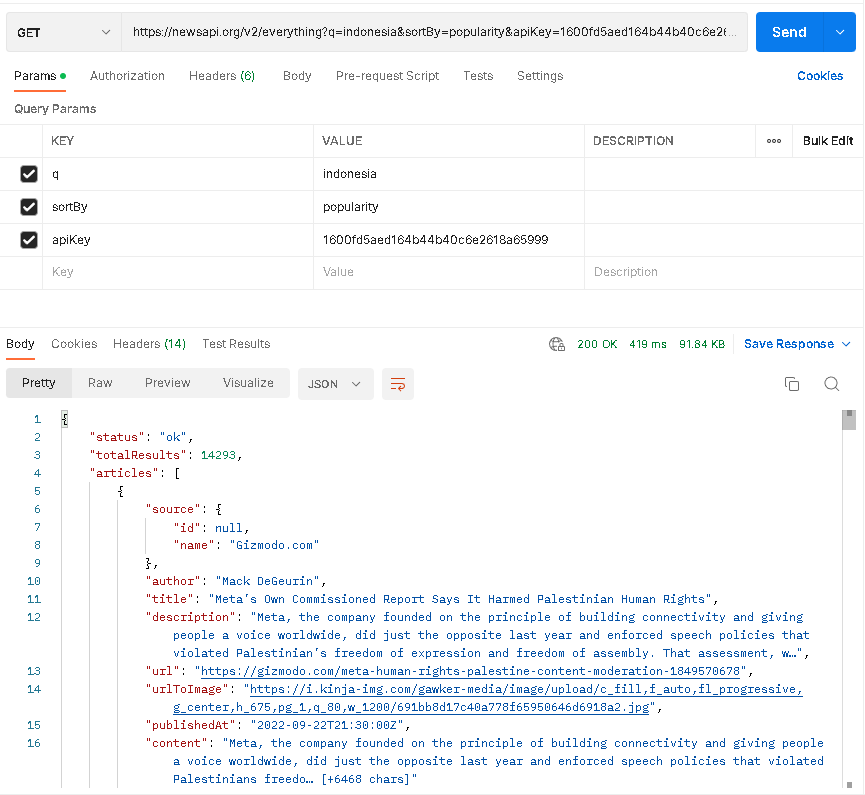 GET https://newsapi.org/v2/everything?q=indonesia&sortBy=popularity&apiKey=1600fd5aed164b44b40c6e26... Send
Params Authorization Headers (6) Body Pre-request Script Tests Settings Cookies
Query Params
KEY VALUE DESCRIPTION ooo Bulk Edit
q indonesia
sortBy popularity
apiKey 1600fd5aed164b44b40c6e2618a65999
Key Value Description
Body Cookies Headers (14) Test Results 200 OK 419 ms 91.84 KB Save Response
Pretty Raw Preview Visualize JSON
1 {
2 "status": "ok",
3 "totalResults": 14293,
4 "articles": [
5 {
6 "source": {
7 "id": null,
8 "name": "Gizmodo.com"
9 },
10 "author": "Mack DeGeurin",
11 "title": "Meta’s Own Commissioned Report Says It Harmed Palestinian Human Rights",
12 "description": "Meta, the company founded on the principle of building connectivity and giving
people a voice worldwide, did just the opposite last year and enforced speech policies that
violated Palestinian’s freedom of expression and freedom of assembly. That assessment, w…",
13 "url": "https://gizmodo.com/meta-human-rights-palestine-content-moderation-1849570678",
14 "urlToImage": "https://i.kinja-img.com/gawker-media/image/upload/c_fill,f_auto,fl_progressive,
g_center,h_675,pg_1,q_80,w_1200/691bb8d17c40a778f65950646d6918a2.jpg",
15 "publishedAt": "2022-09-22T21:30:00Z",
16 "content": "Meta, the company founded on the principle of building connectivity and giving people
a voice worldwide, did just the opposite last year and enforced speech policies that violated
Palestinians freedo… [+6468 chars]"